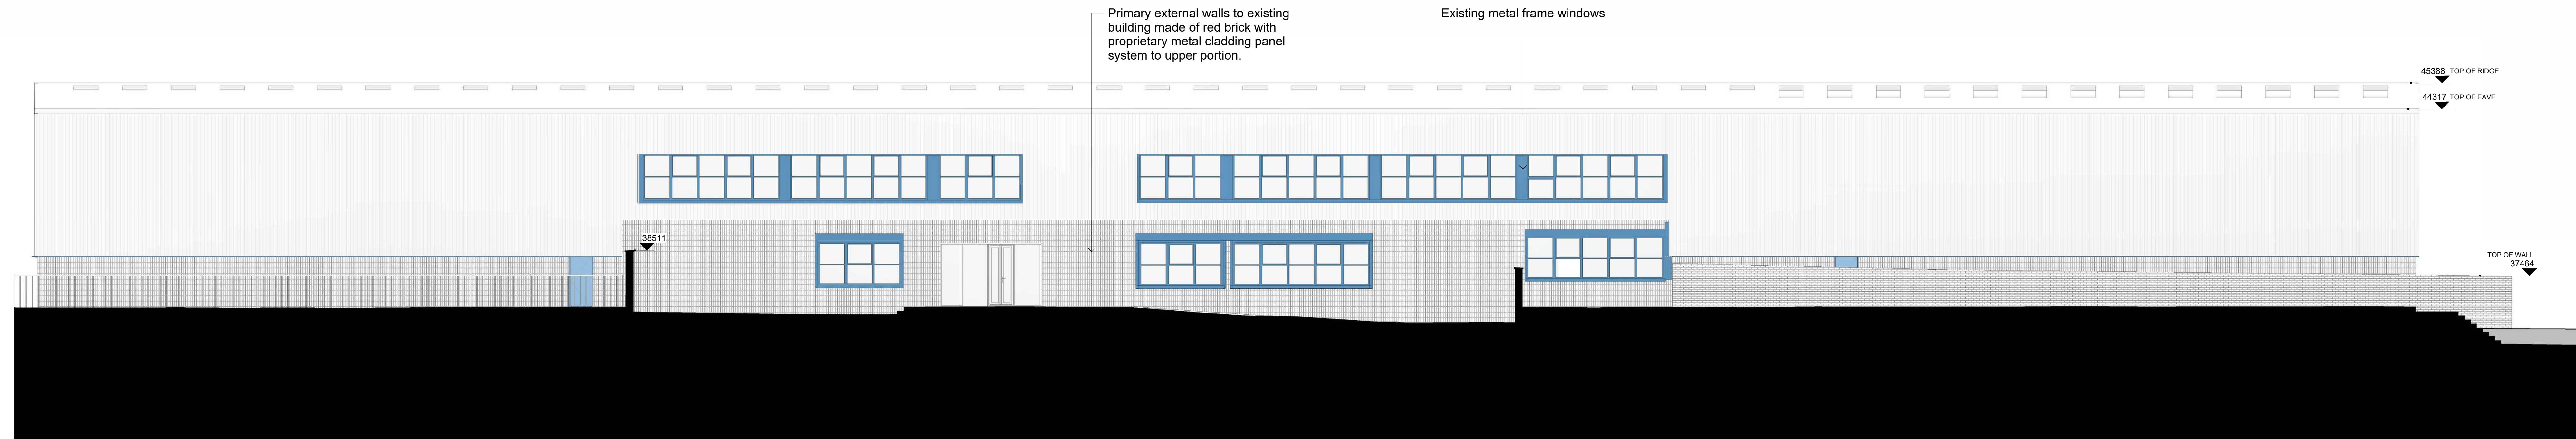 Primary external walls to existing
building made of red brick with
proprietary metal cladding panel
system to upper portion.
Existing metal frame windows
45388 TOP OF RIDGE
44317 TOP OF EAVE
38511
TOP OF WALL
37464